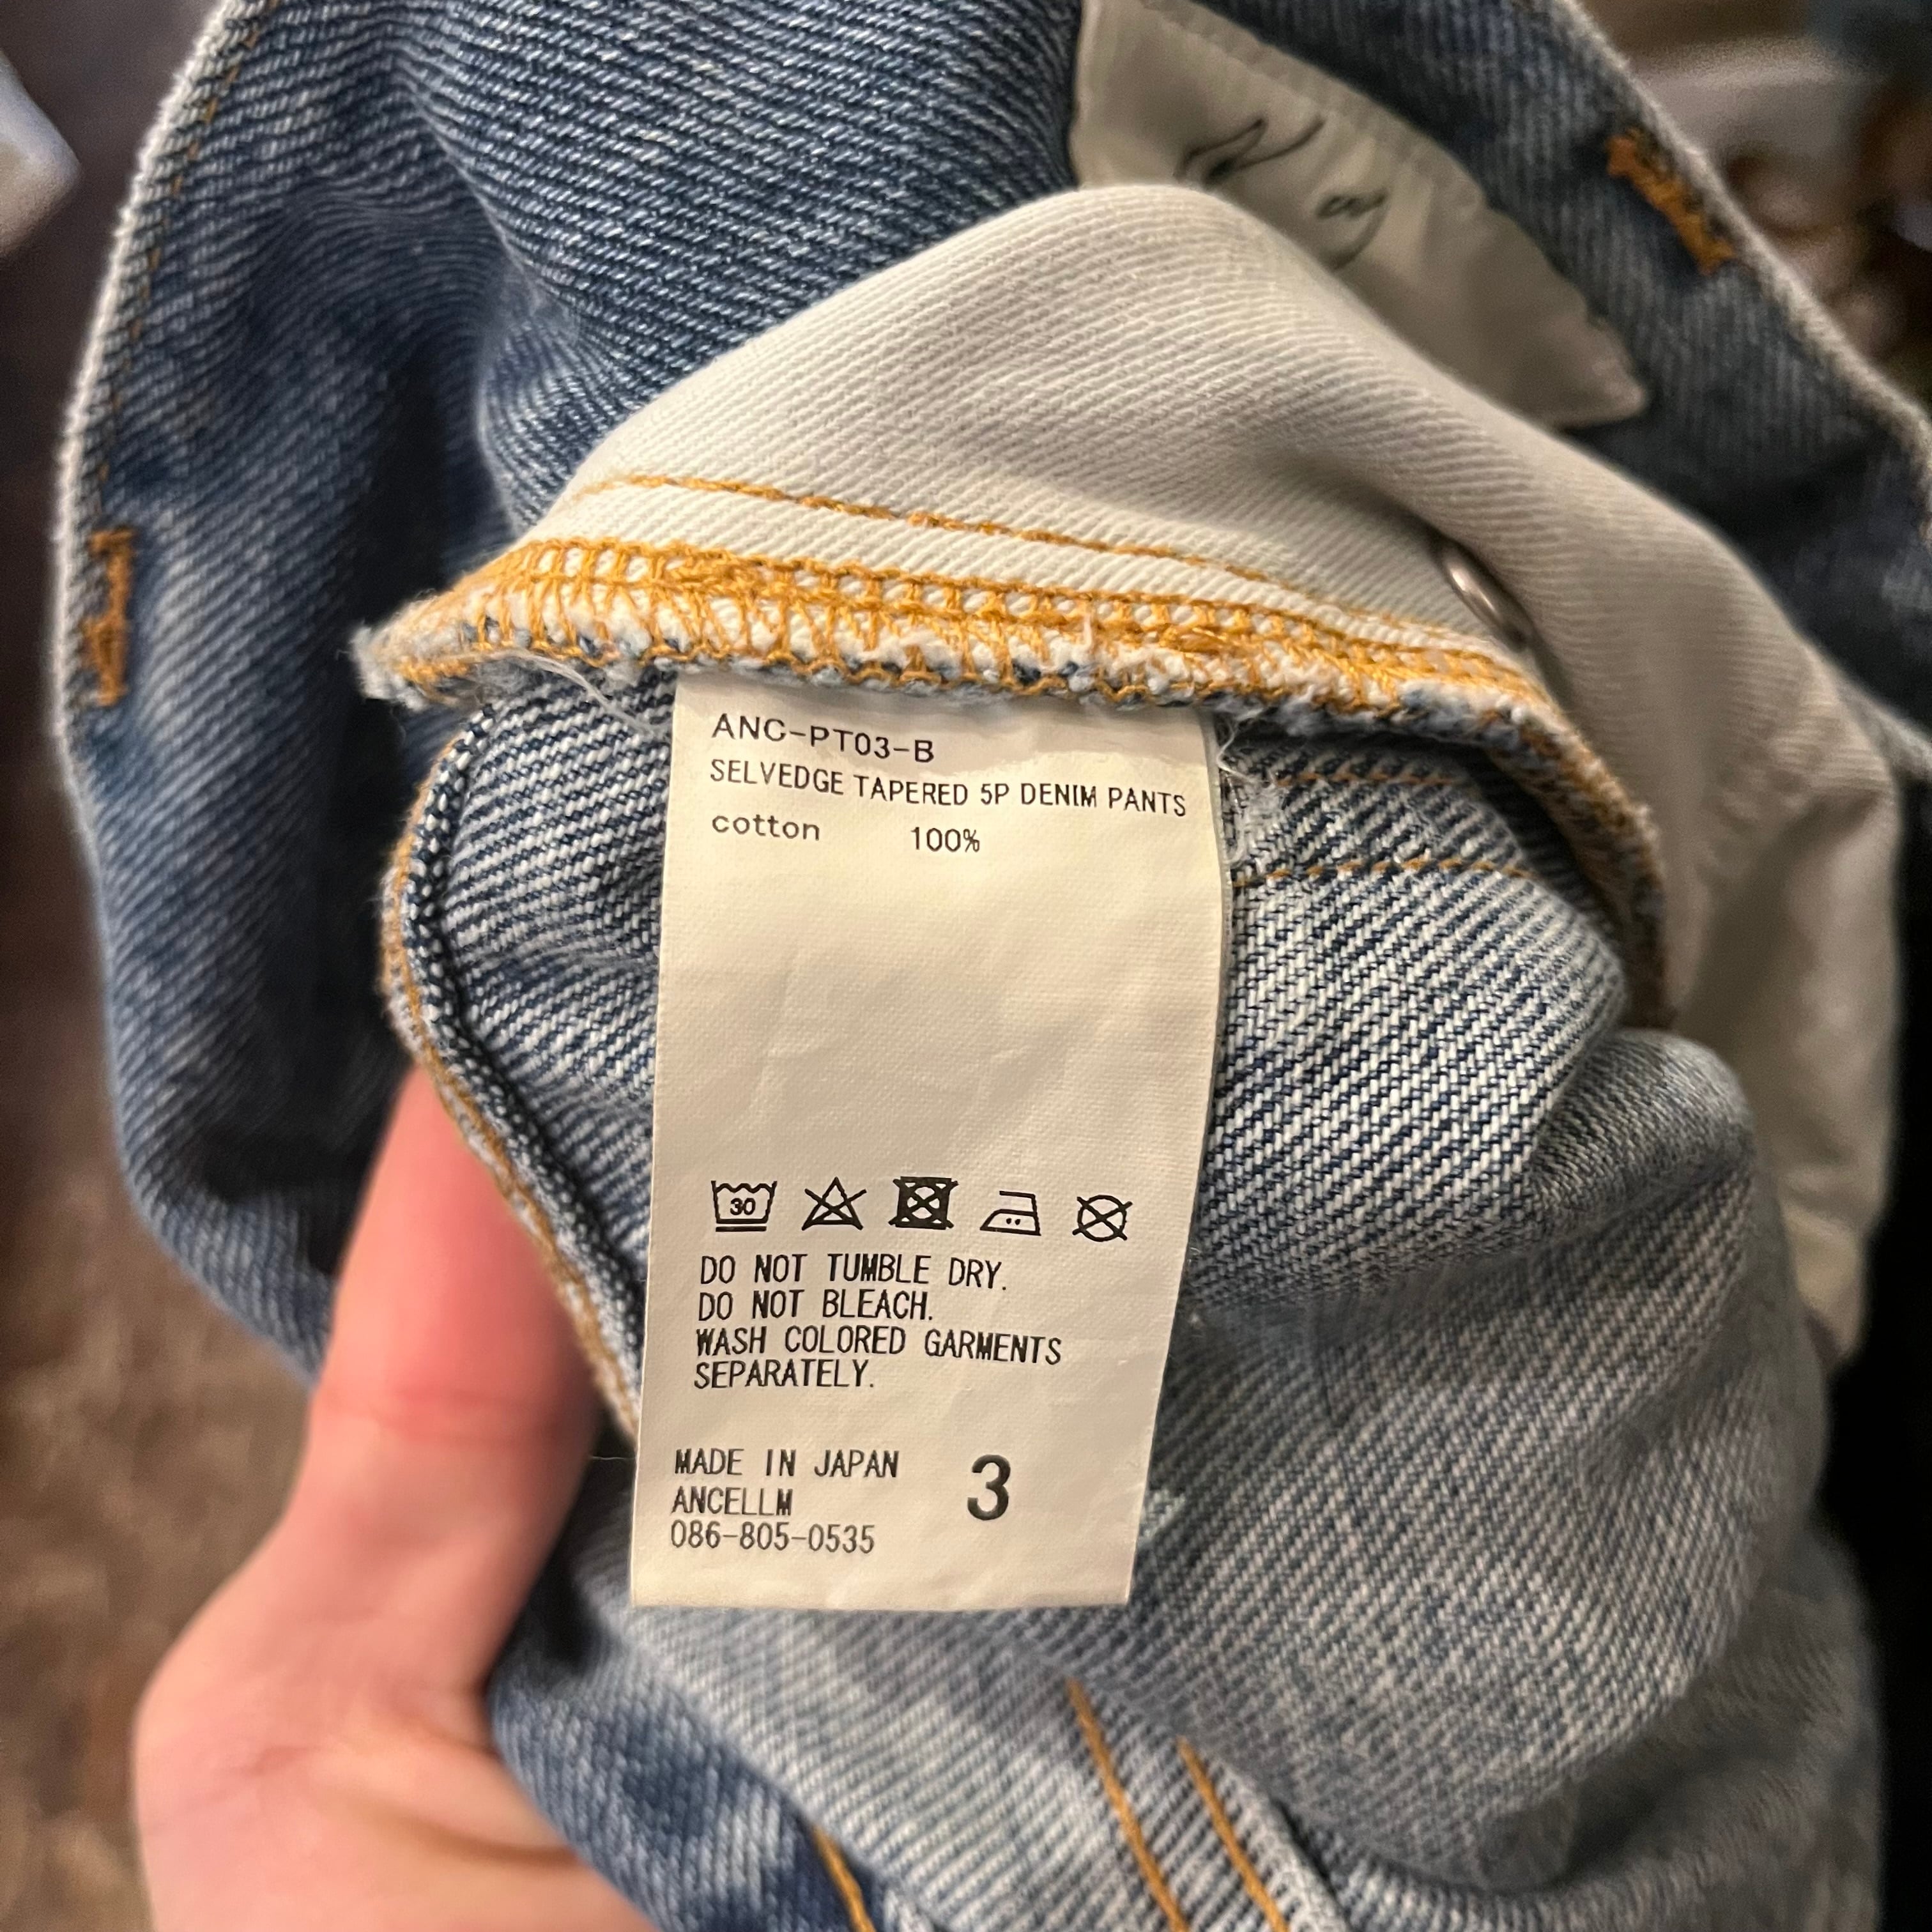 ANC-PT03-B
SELVEDGE TAPERED 5P DENIM PANTS
cotton 100%
30
DO NOT TUMBLE DRY.
DO NOT BLEACH.
WASH COLORED GARMENTS
SEPARATELY.
MADE IN JAPAN
3
ANCELLM
086-805-0535